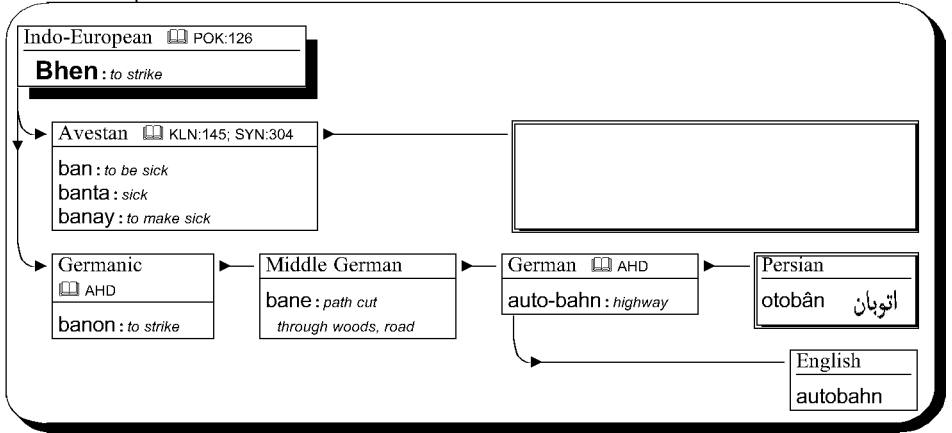 Indo-European POK:126
Bhen : to strike
Avestan KLN:145; SYN:304
ban : to be sick
banta : sick
banay : to make sick
Germanic
AHD
banon : to strike
Middle German
bane : path cut
through woods, road
German AHD
auto-bahn : highway
Persian
otobân اتوبان
English
autobahn